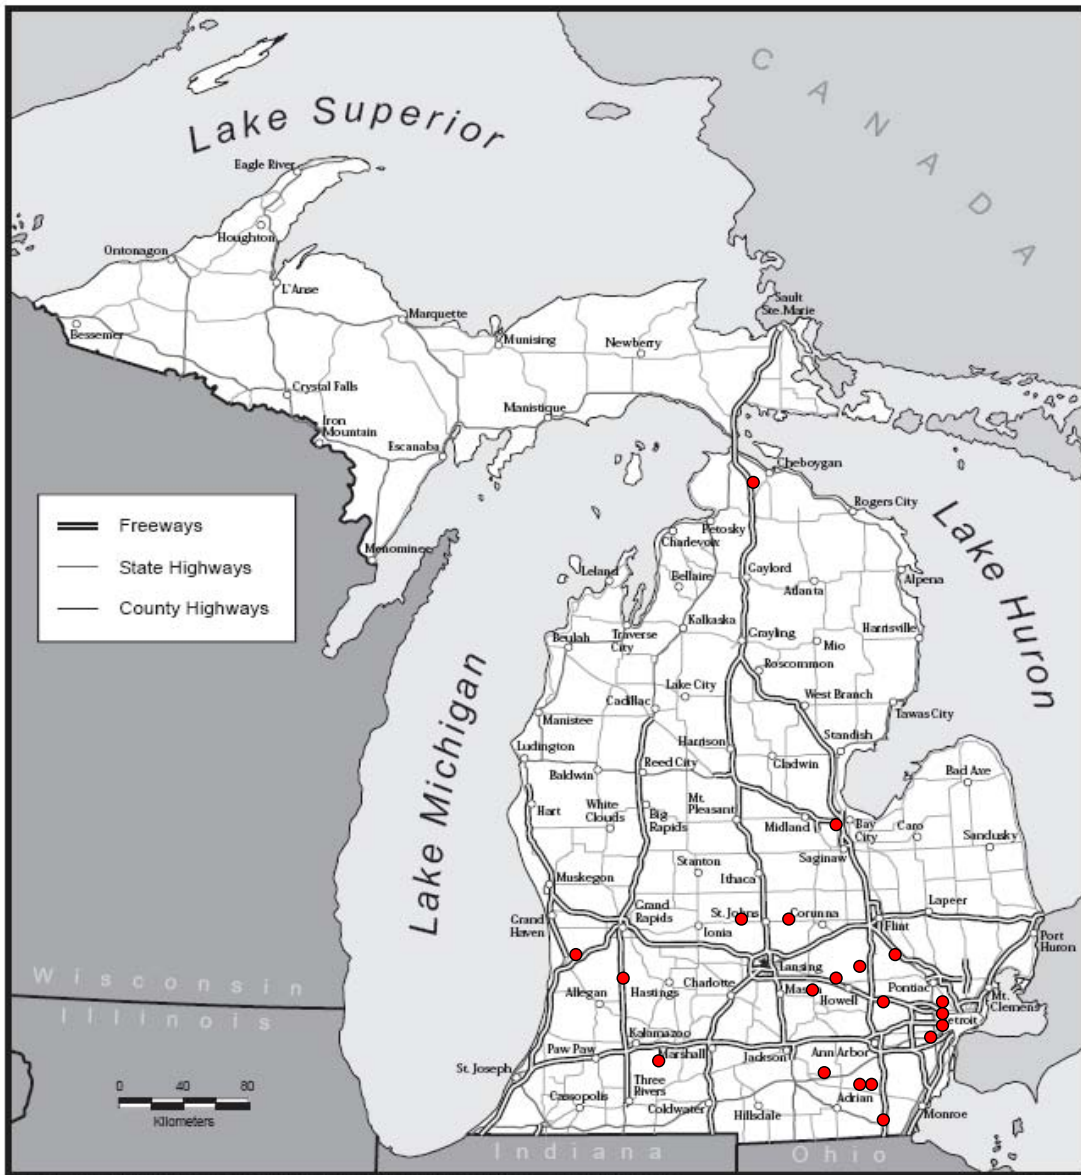 C A N A D A
Lake Superior
Eagle River
Houghton
Ontonagon
L'Anse
Bessemer
Marquette
Munising
Newberry
Sault
Ste. Marie
Crystal Falls
Iron
Mountain
Manistique
Escanaba
Menominee
Cheboygan
Rogers City
Lake Huron
Freeways
State Highways
County Highways
Petosky
Charlevoix
Leland
Bellaire
Gaylord
Atlanta
Alpena
Traverse
City
Beulah
Kalkaska
Grayling
Mio
Harrisville
Roscommon
Lake Michigan
Lake City
West Branch
Cadillac
Tawas City
Manistee
Ludington
Harrison
Standish
Gladwin
Baldwin
Reed City
Bad Axe
Hart
White
Clouds
Big
Rapids
Mt.
Pleasant
Midland
Bay
City
Caro
Sandusky
Saginaw
Stanton
Ithaca
Muskegon
Grand
Haven
Grand
Rapids
Ionia
St. Johns
Corunna
Flint
Lapeer
Port
Huron
Wisconsin
Illinois
Allegan
Hastings
Charlotte
Lansing
Mason
Howell
Pontiac
Mt.
Clemens
Detroit
Kalamazoo
Paw Paw
Marshall
Jackson
Ann Arbor
St. Joseph
Three
Rivers
Cassopolis
Coldwater
Hillsdale
Adrian
Monroe
0 40 80
Kilometers
Indiana
Ohio